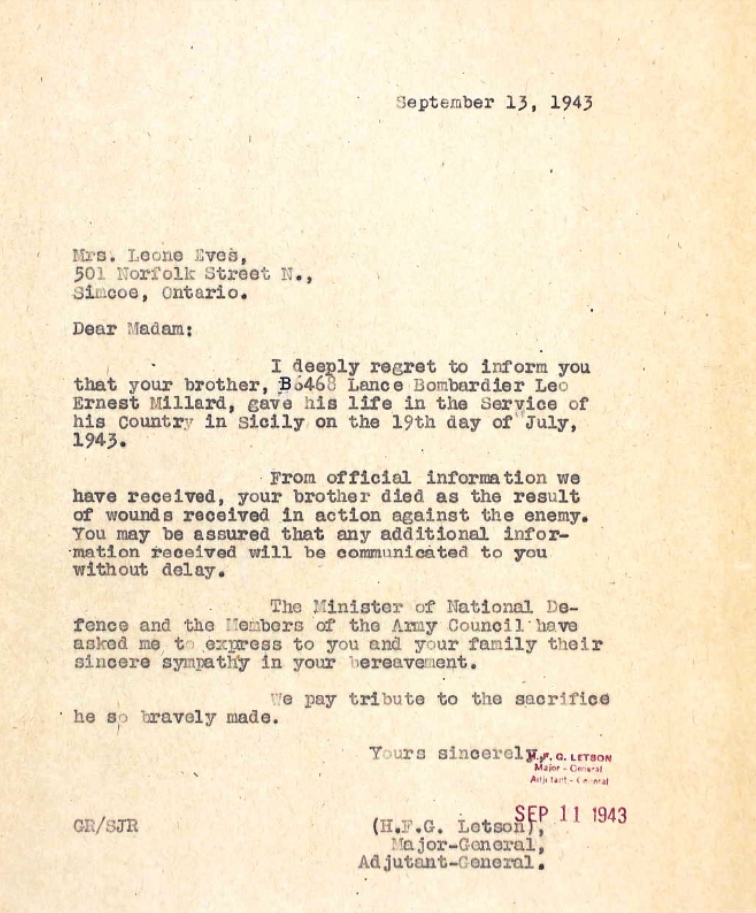 September 13, 1943
Mrs. Leone Eves,
501 Norfolk Street N.,
Simcoe, Ontario.
Dear Madam:
I deeply regret to inform you
that your brother, B6468 Lance Bombardier Leo
Ernest Millard, gave his life in the Service of
his Country in Sicily on the 19th day of July,
1943.
From official information we
have received, your brother died as the result
of wounds received in action against the enemy.
You may be assured that any additional infor-
mation received will be communicated to you
without delay.
The Minister of National De-
fence and the Members of the Army Council have
asked me to express to you and your family their
sincere sympathy in your bereavement.
We pay tribute to the sacrifice
he so bravely made.
Yours sincerely,
H.F.G. LETSON
Major - General
Adjutant - General
SEP 11 1943
GR/SJR
(H.F.G. Letson),
Major-General,
Adjutant-General.